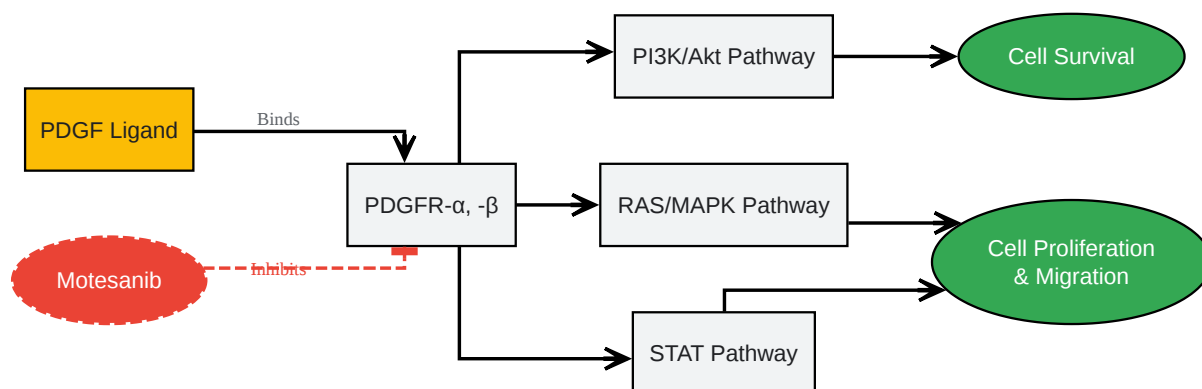 PI3K/Akt Pathway
Cell Survival
PDGF Ligand
Binds
PDGFR-α, -β
RAS/MAPK Pathway
Cell Proliferation
& Migration
Motesanib
Inhibits
STAT Pathway